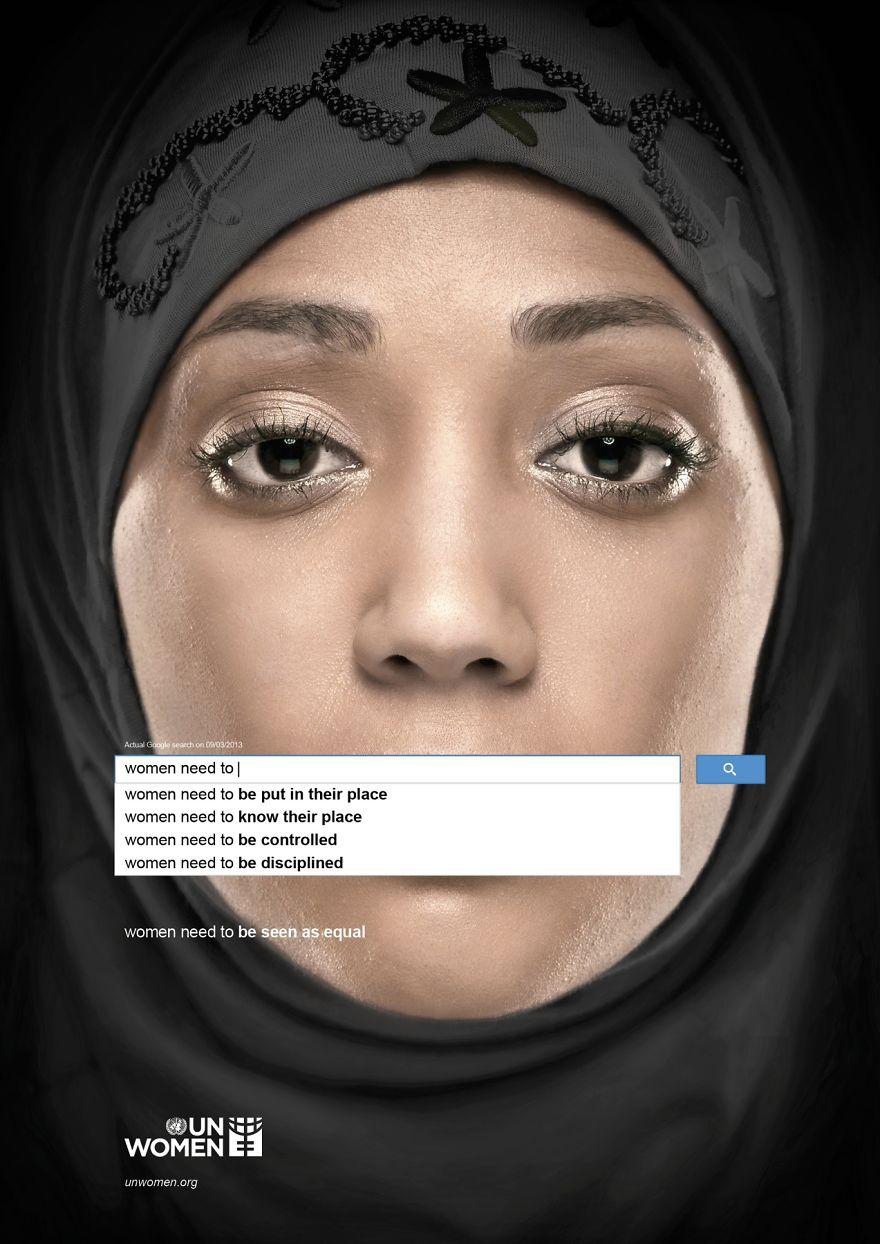 Actual Google search on 09/03/2013
women need to
women need to be put in their place
women need to know their place
women need to be controlled
women need to be disciplined
women need to be seen as equal
UN
WOMEN
unwomen.org